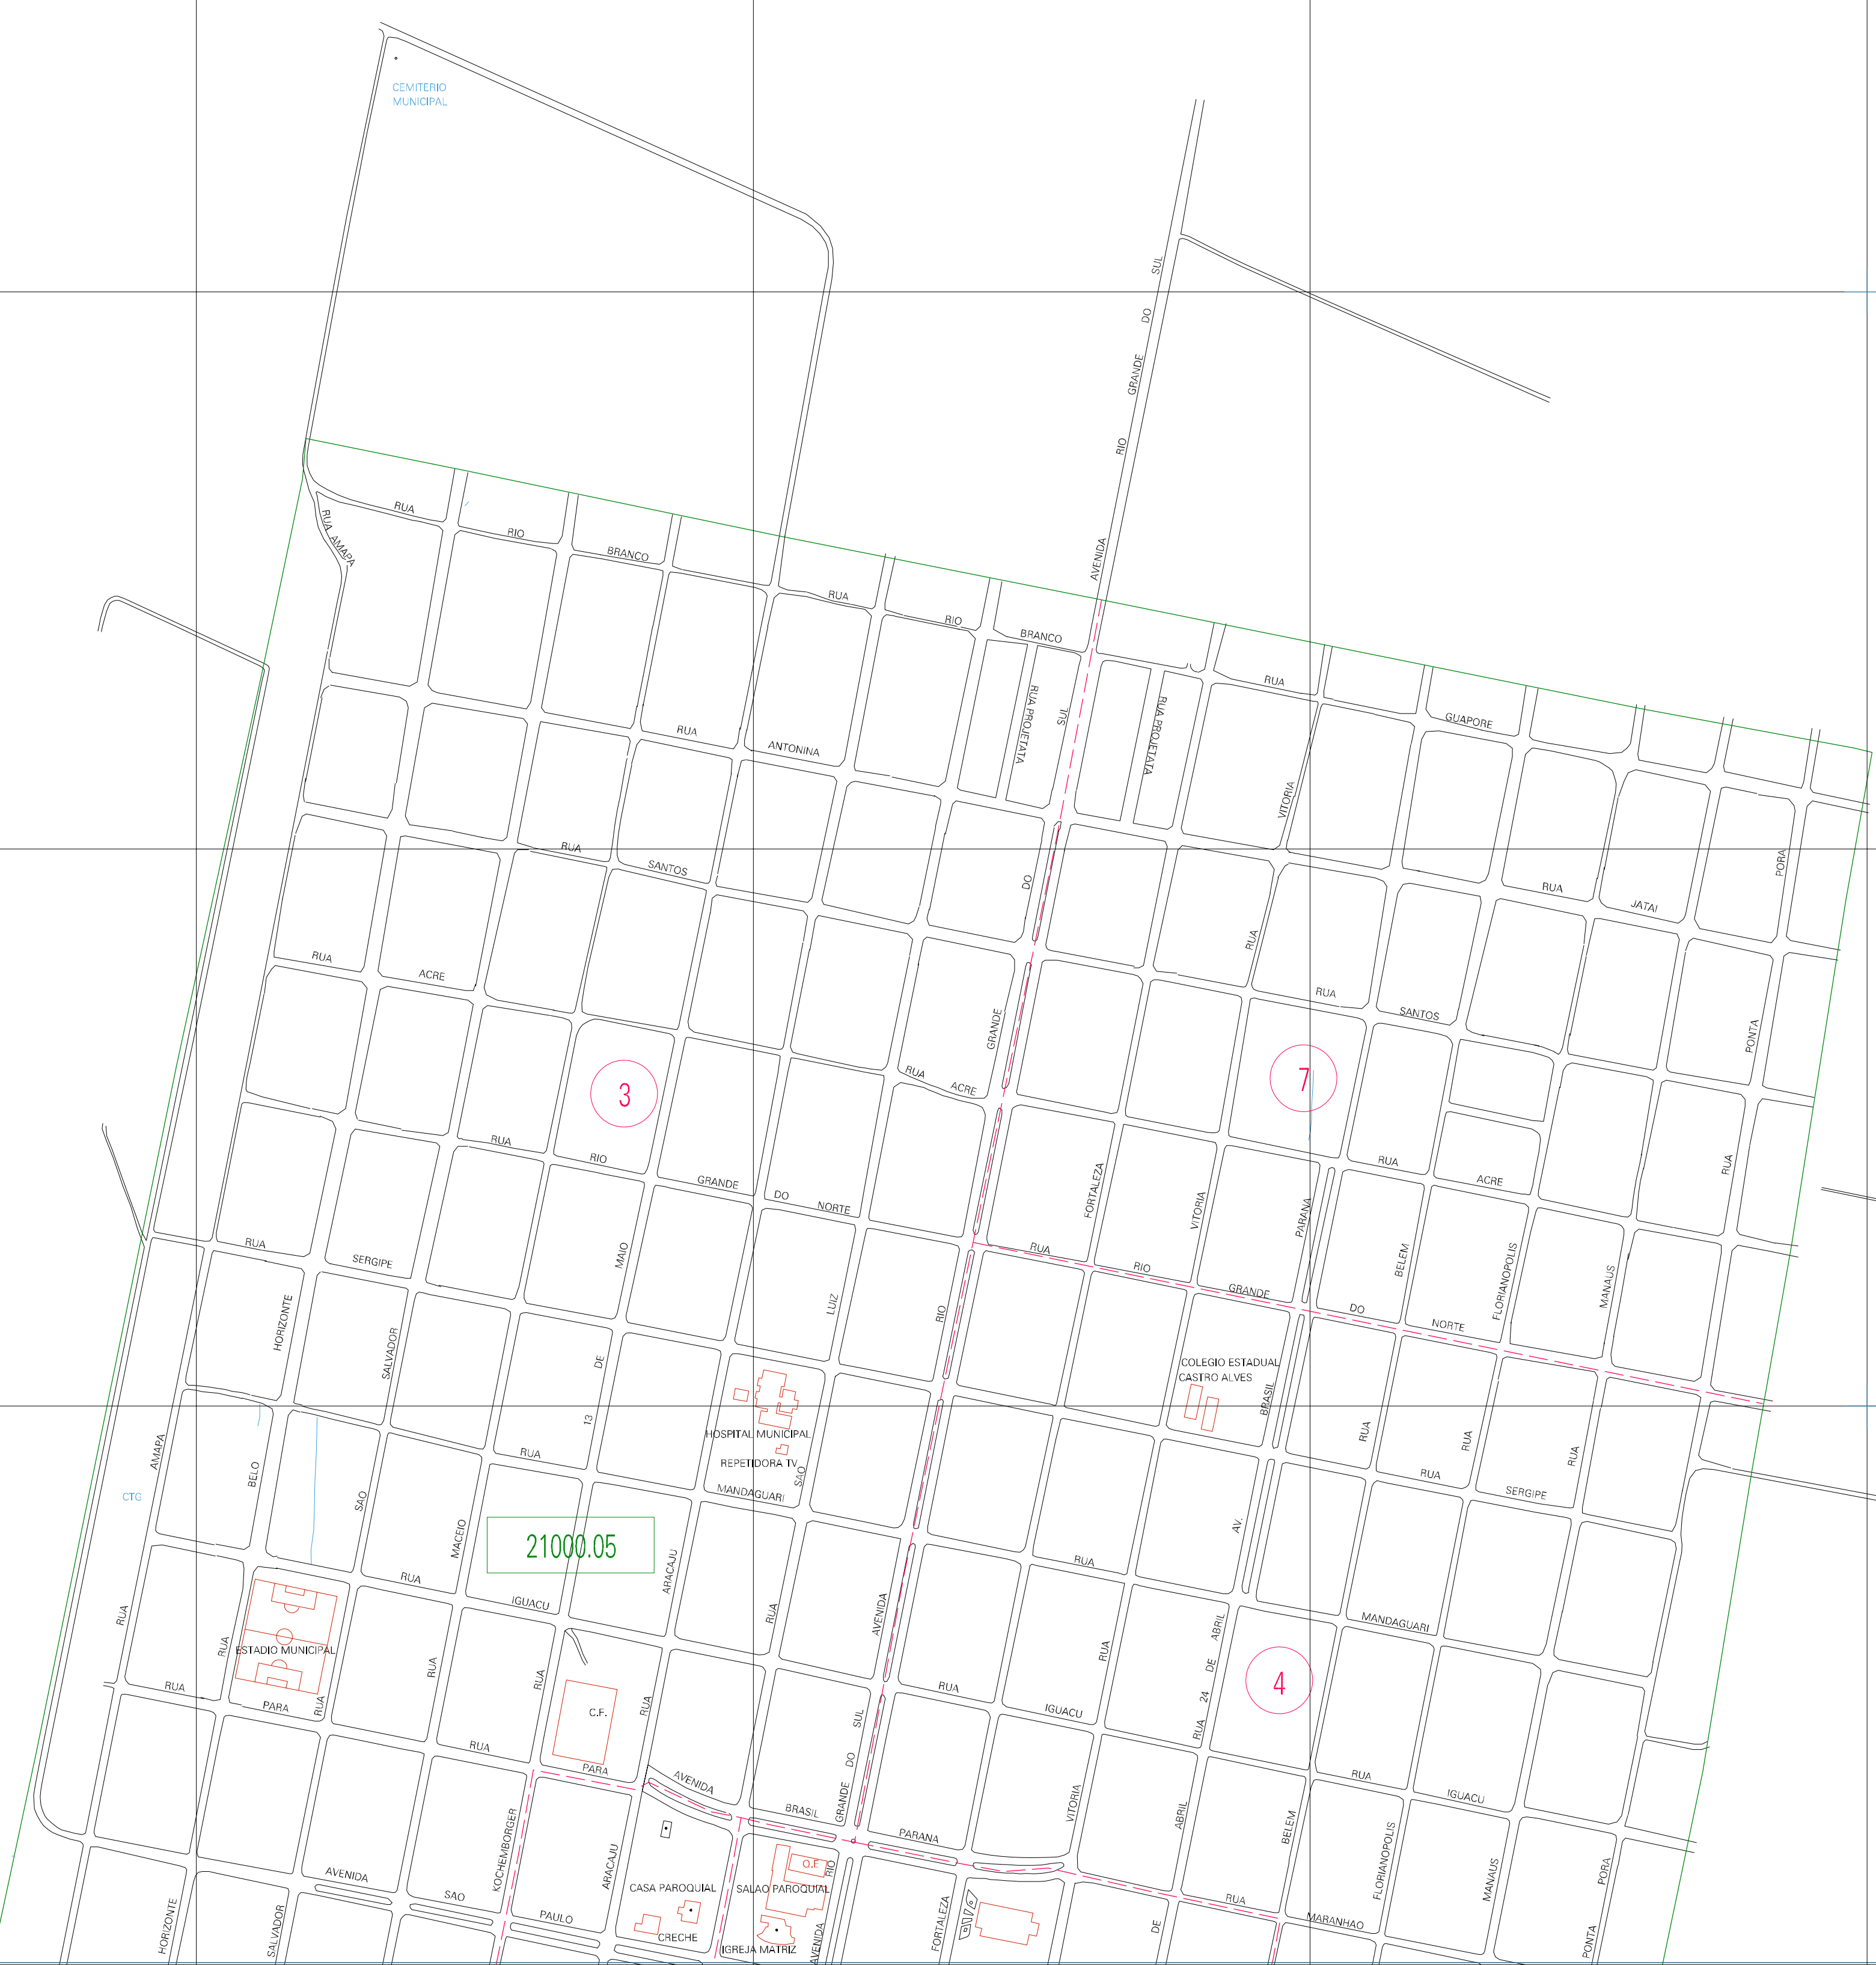 CEMITERIO
MUNICIPAL
AVENIDA RIO GRANDE DO SUL
RUA RIO BRANCO
RUA AMAPA
RUA RIO BRANCO
RUA PROJETATA
RUA PROJETATA
RUA GUAPORE
RUA ANTONINA
SUL
VITORIA
RUA SANTOS
DO
RUA JATAI
PORA
RUA
RUA ACRE
GRANDE
RUA SANTOS
PONTA
3
7
RUA ACRE
RUA RIO GRANDE DO NORTE
FORTALEZA
VITORIA
PARANA
RUA ACRE
RUA
RUA SERGIPE
MAIO
RUA RIO GRANDE DO NORTE
BELEM
FLORIANOPOLIS
MANAUS
HORIZONTE
SALVADOR
DE
LUIZ
RIO
COLEGIO ESTADUAL
CASTRO ALVES
BRASIL
13
HOSPITAL MUNICIPAL
REPETIDORA TV
SAO
RUA MANDAGUARI
RUA
RUA
RUA
RUA SERGIPE
AMAPA
BELO
CTG
SAO
MACEIO
21000.05
ARACAJU
AV.
RUA IGUACU
RUA MANDAGUARI
RUA
RUA
ESTADIO MUNICIPAL
RUA
RUA
RUA
AVENIDA
RUA
RUA 24 DE ABRIL
4
RUA PARA
RUA
RUA
C.F.
RUA IGUACU
SUL
DO
GRANDE
RUA PARA
AVENIDA BRASIL
PARANA
VITORIA
RUA IGUACU
ABRIL
BELEM
FLORIANOPOLIS
MANAUS
PORA
KOCHEMBORGER
ARACAJU
Q.E
RIO
AVENIDA SAO PAULO
CASA PAROQUIAL
SALAO PAROQUIAL
CRECHE
IGREJA MATRIZ
AVENIDA
FORTALEZA
RUA MARANHAO
DE
PONTA
HORIZONTE
SALVADOR